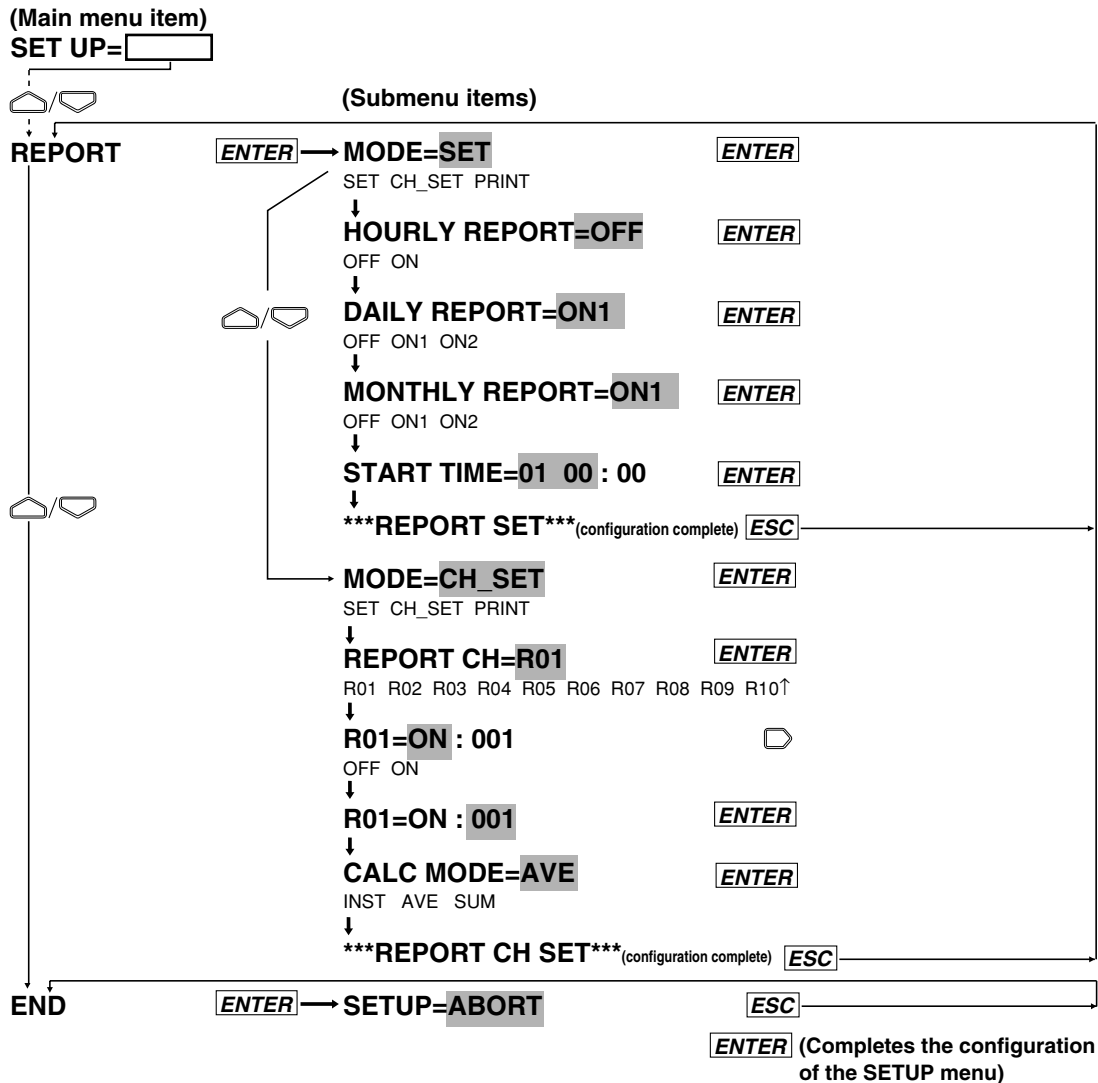 (Main menu item)
SET UP=
/
(Submenu items)
REPORT ENTER MODE=SET ENTER
SET CH_SET PRINT
HOURLY REPORT=OFF ENTER
OFF ON
/
DAILY REPORT=ON1 ENTER
OFF ON1 ON2
MONTHLY REPORT=ON1 ENTER
OFF ON1 ON2
START TIME=01 00 : 00 ENTER
/
***REPORT SET***(configuration complete) ESC
MODE=CH_SET ENTER
SET CH_SET PRINT
REPORT CH=R01 ENTER
R01 R02 R03 R04 R05 R06 R07 R08 R09 R10↑
R01=ON : 001
OFF ON
R01=ON : 001 ENTER
CALC MODE=AVE ENTER
INST AVE SUM
***REPORT CH SET***(configuration complete) ESC
END ENTER SETUP=ABORT ESC
ENTER (Completes the configuration
of the SETUP menu)